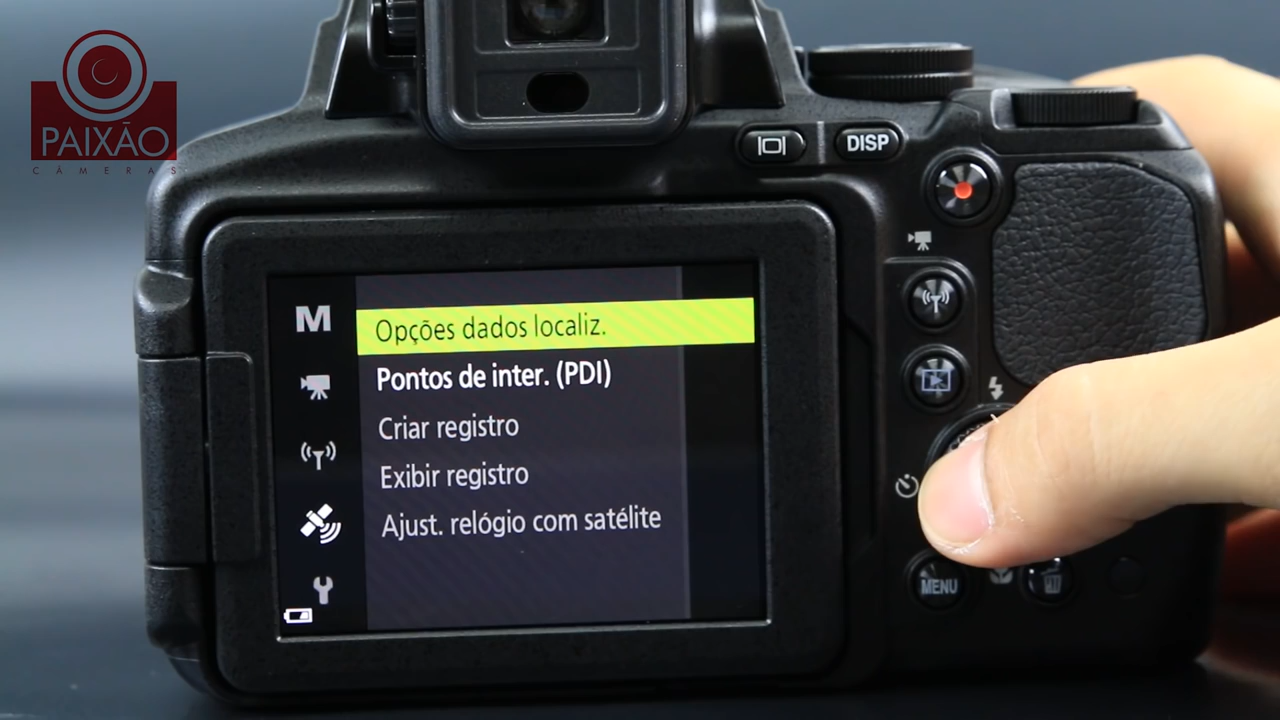 PAIXÃO
CÂMERAS
DISP
M
Opções dados localiz.
Pontos de inter. (PDI)
Criar registro
Exibir registro
Ajust. relógio com satélite
MENU